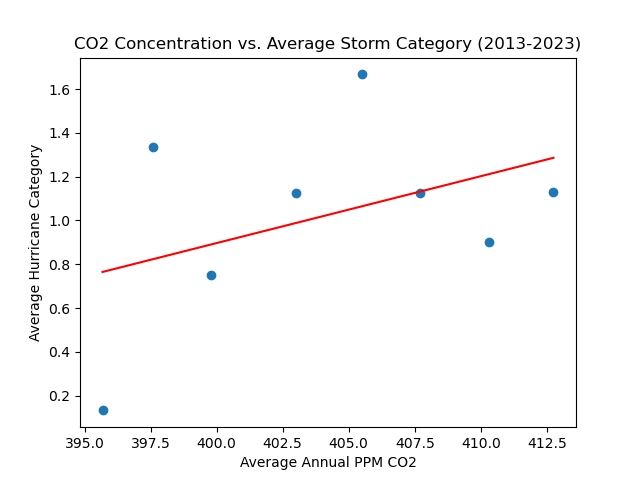 CO2 Concentration vs. Average Storm Category (2013-2023)
Average Hurricane Category
1.6
1.4
1.2
1.0
0.8
0.6
0.4
0.2
395.0 397.5 400.0 402.5 405.0 407.5 410.0 412.5
Average Annual PPM CO2